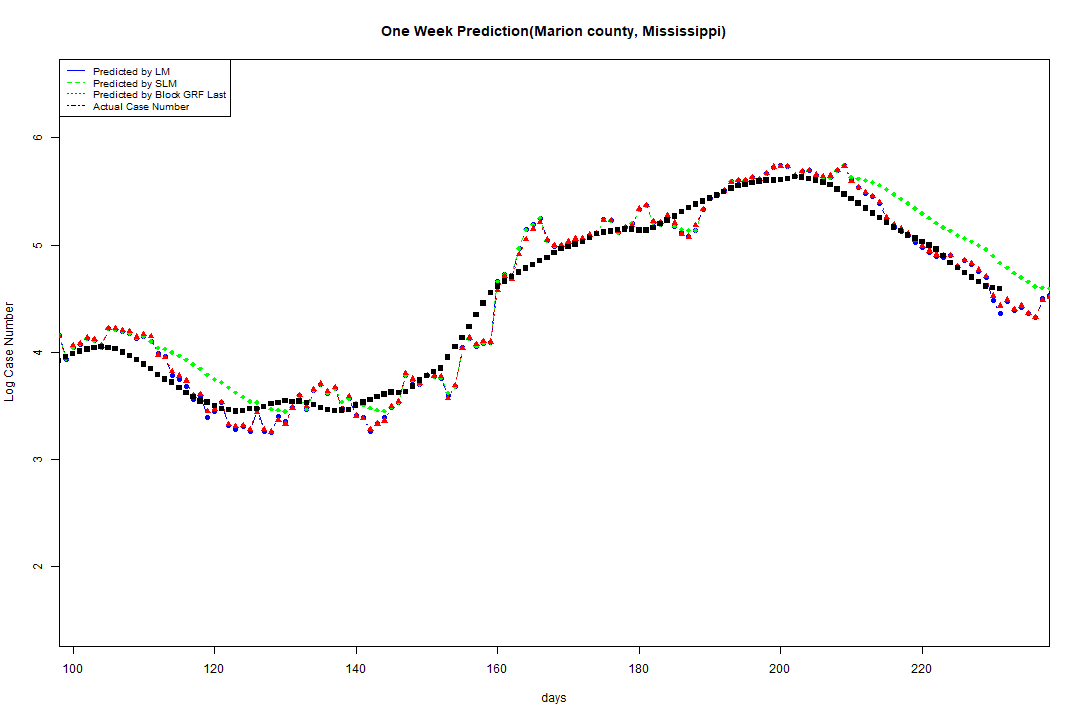 One Week Prediction(Marion county, Mississippi)
Predicted by LM
Predicted by SLM
Predicted by Block GRF Last
Actual Case Number
6
5
4
3
2
Log Case Number
100 120 140 160 180 200 220
days